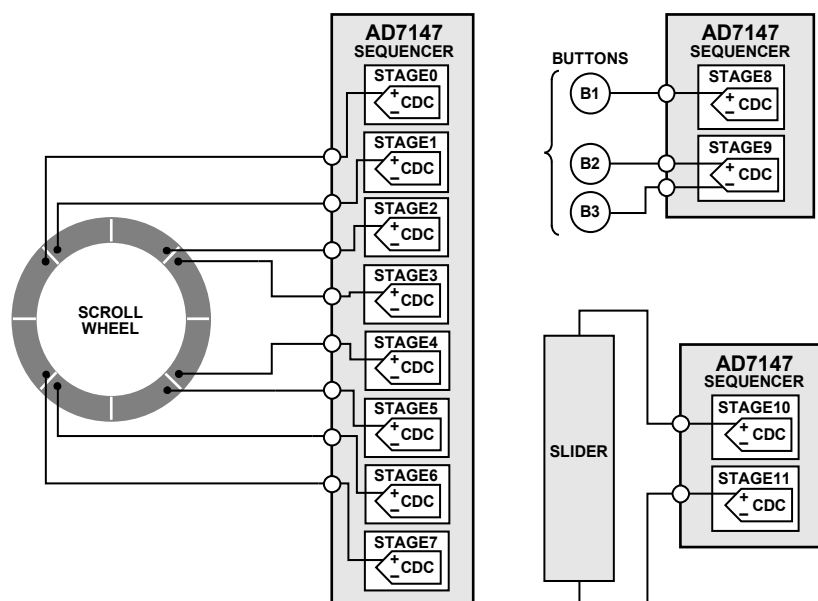 AD7147
SEQUENCER
STAGE0
+
–
CDC
STAGE1
+
–
CDC
STAGE2
+
–
CDC
STAGE3
+
–
CDC
STAGE4
+
–
CDC
STAGE5
+
–
CDC
STAGE6
+
–
CDC
STAGE7
+
–
CDC
SCROLL
WHEEL
BUTTONS
B1
B2
B3
AD7147
SEQUENCER
STAGE8
+
–
CDC
STAGE9
+
–
CDC
SLIDER
AD7147
SEQUENCER
STAGE10
+
–
CDC
STAGE11
+
–
CDC